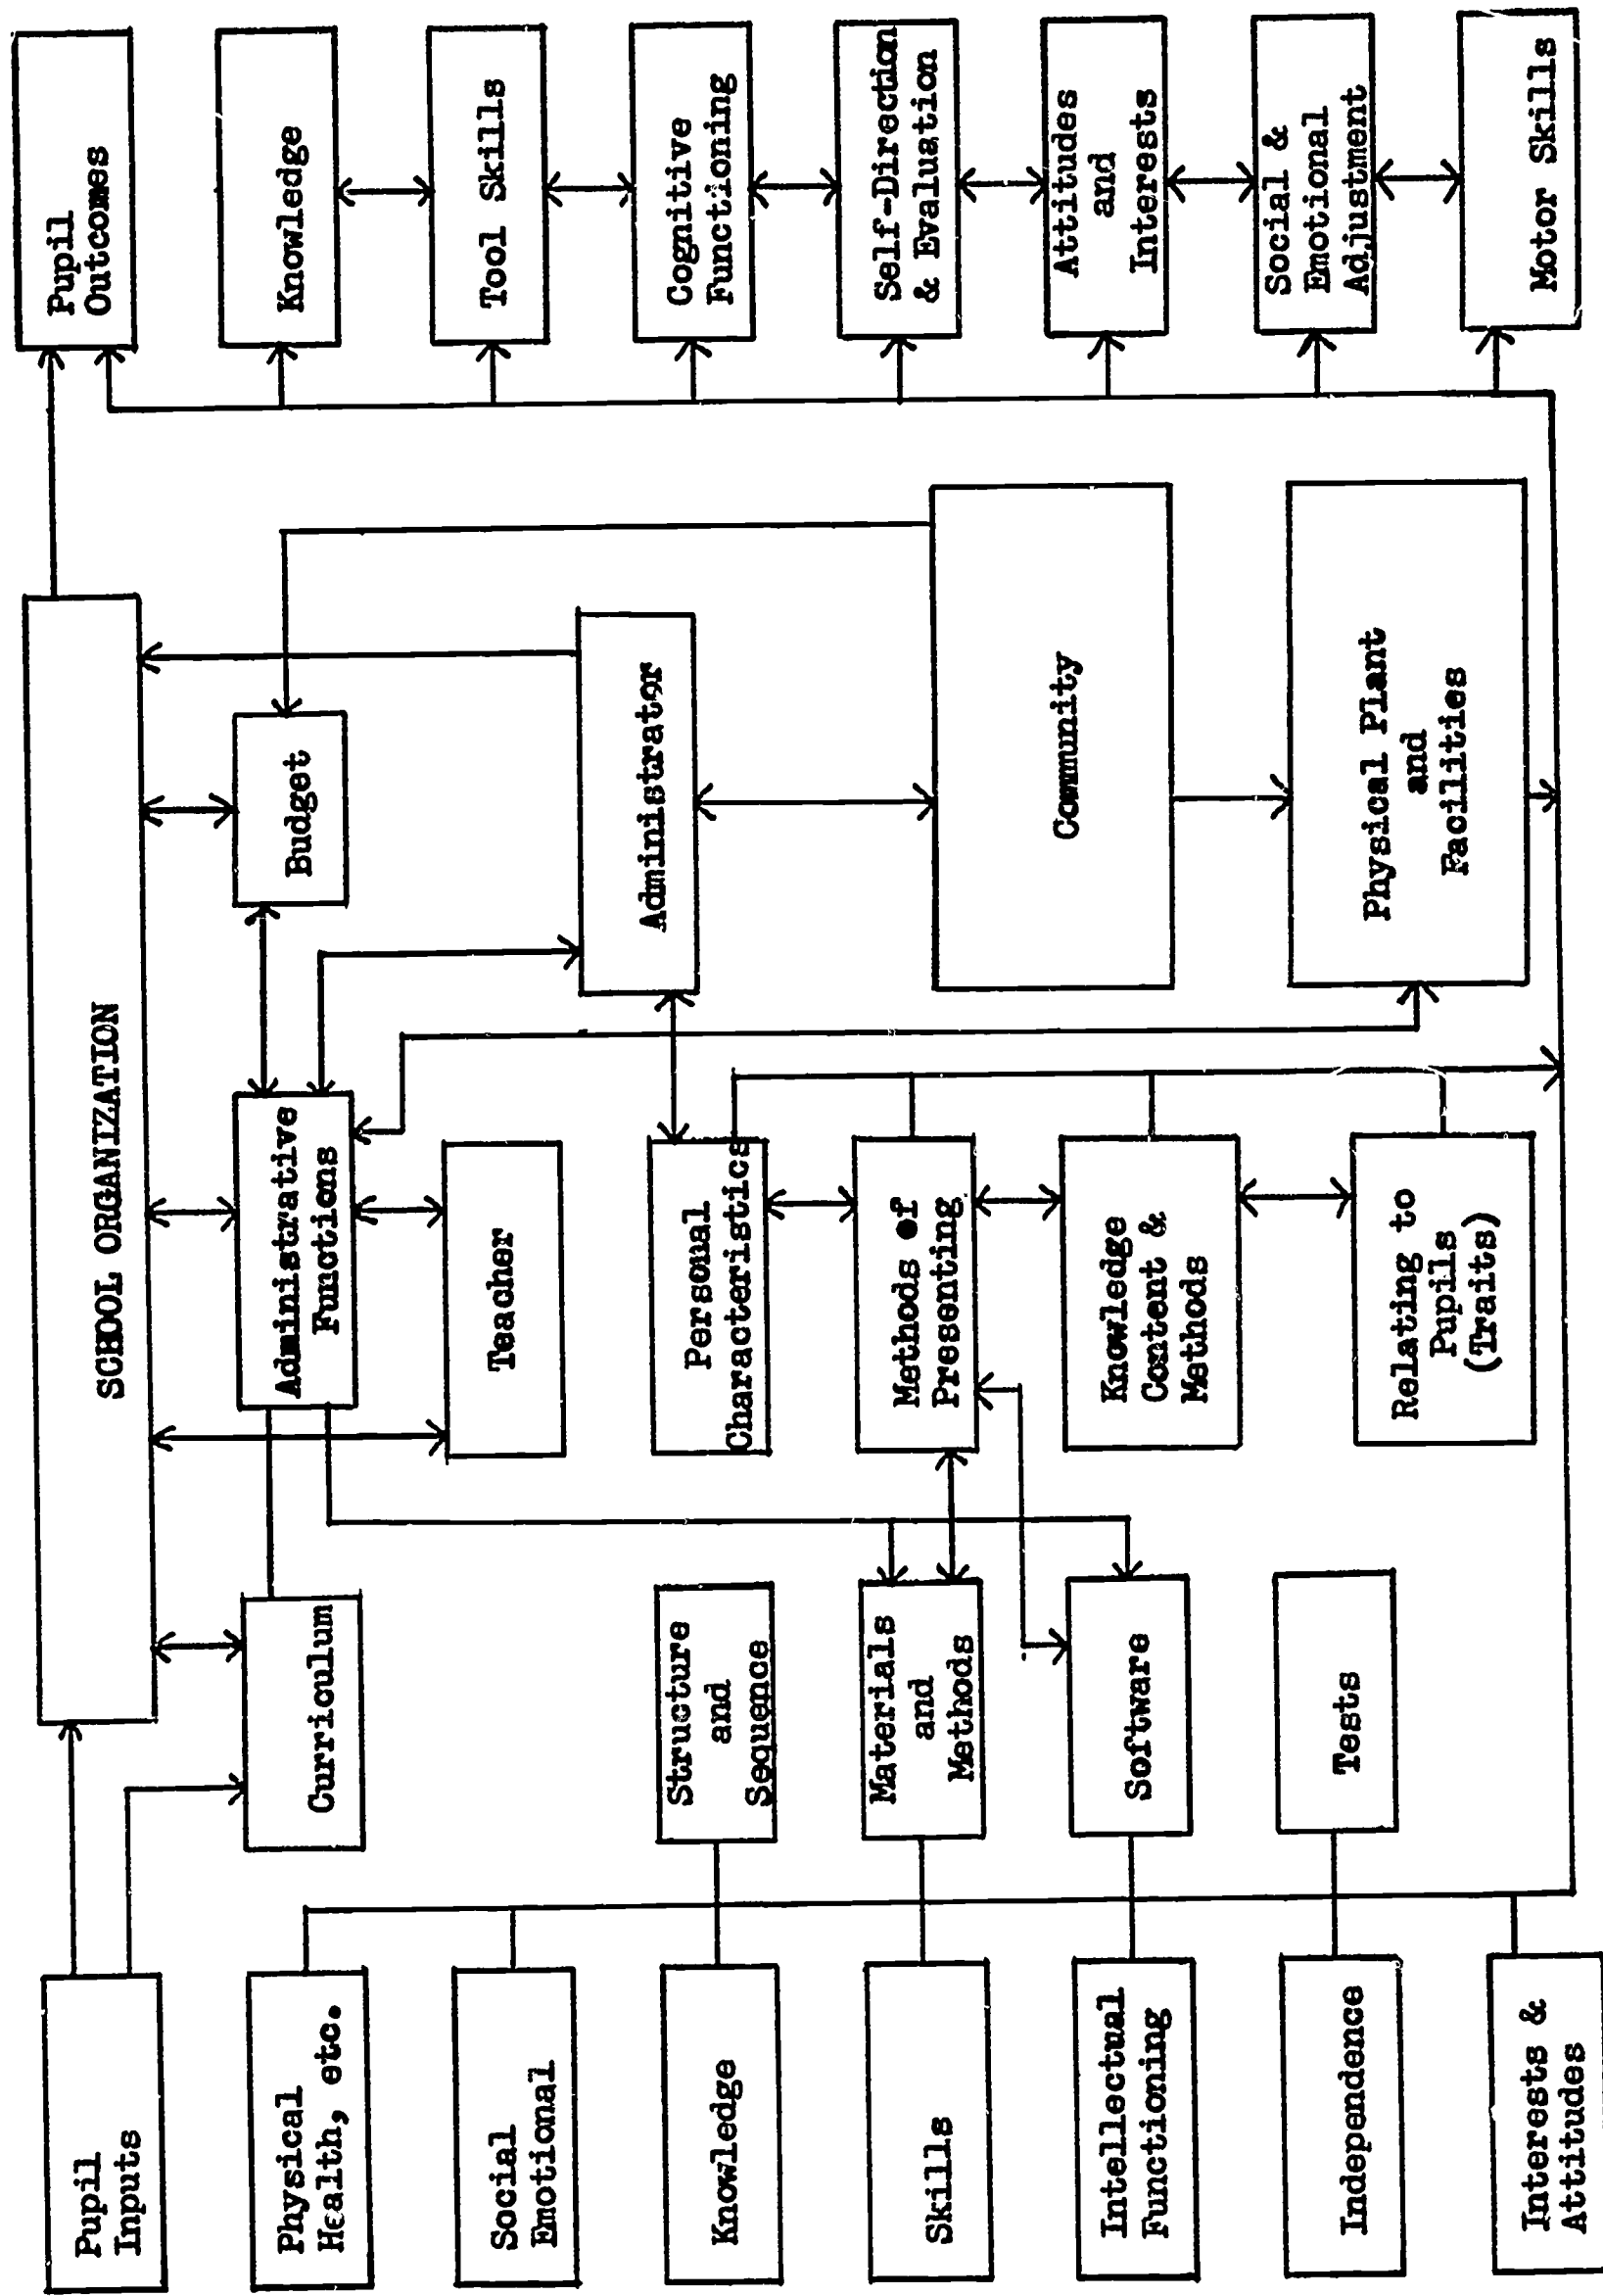 SCHOOL ORGANIZATION
Pupil
Inputs
Physical
Health, etc.
Social
Emotional
Knowledge
Skills
Intellectual
Functioning
Independence
Interests &
Attitudes
Curriculum
Structure
and
Sequence
Materials
and
Methods
Software
Tests
Administrative
Functions
Teacher
Personal
Characteristics
Methods of
Presenting
Knowledge
Content &
Methods
Relating to
Pupils
(Traits)
Budget
Administrator
Community
Physical Plant
and
Facilities
Pupil
Outcomes
Knowledge
Tool Skills
Cognitive
Functioning
Self-Direction
& Evaluation
Attitudes
and
Interests
Social &
Emotional
Adjustment
Motor Skills